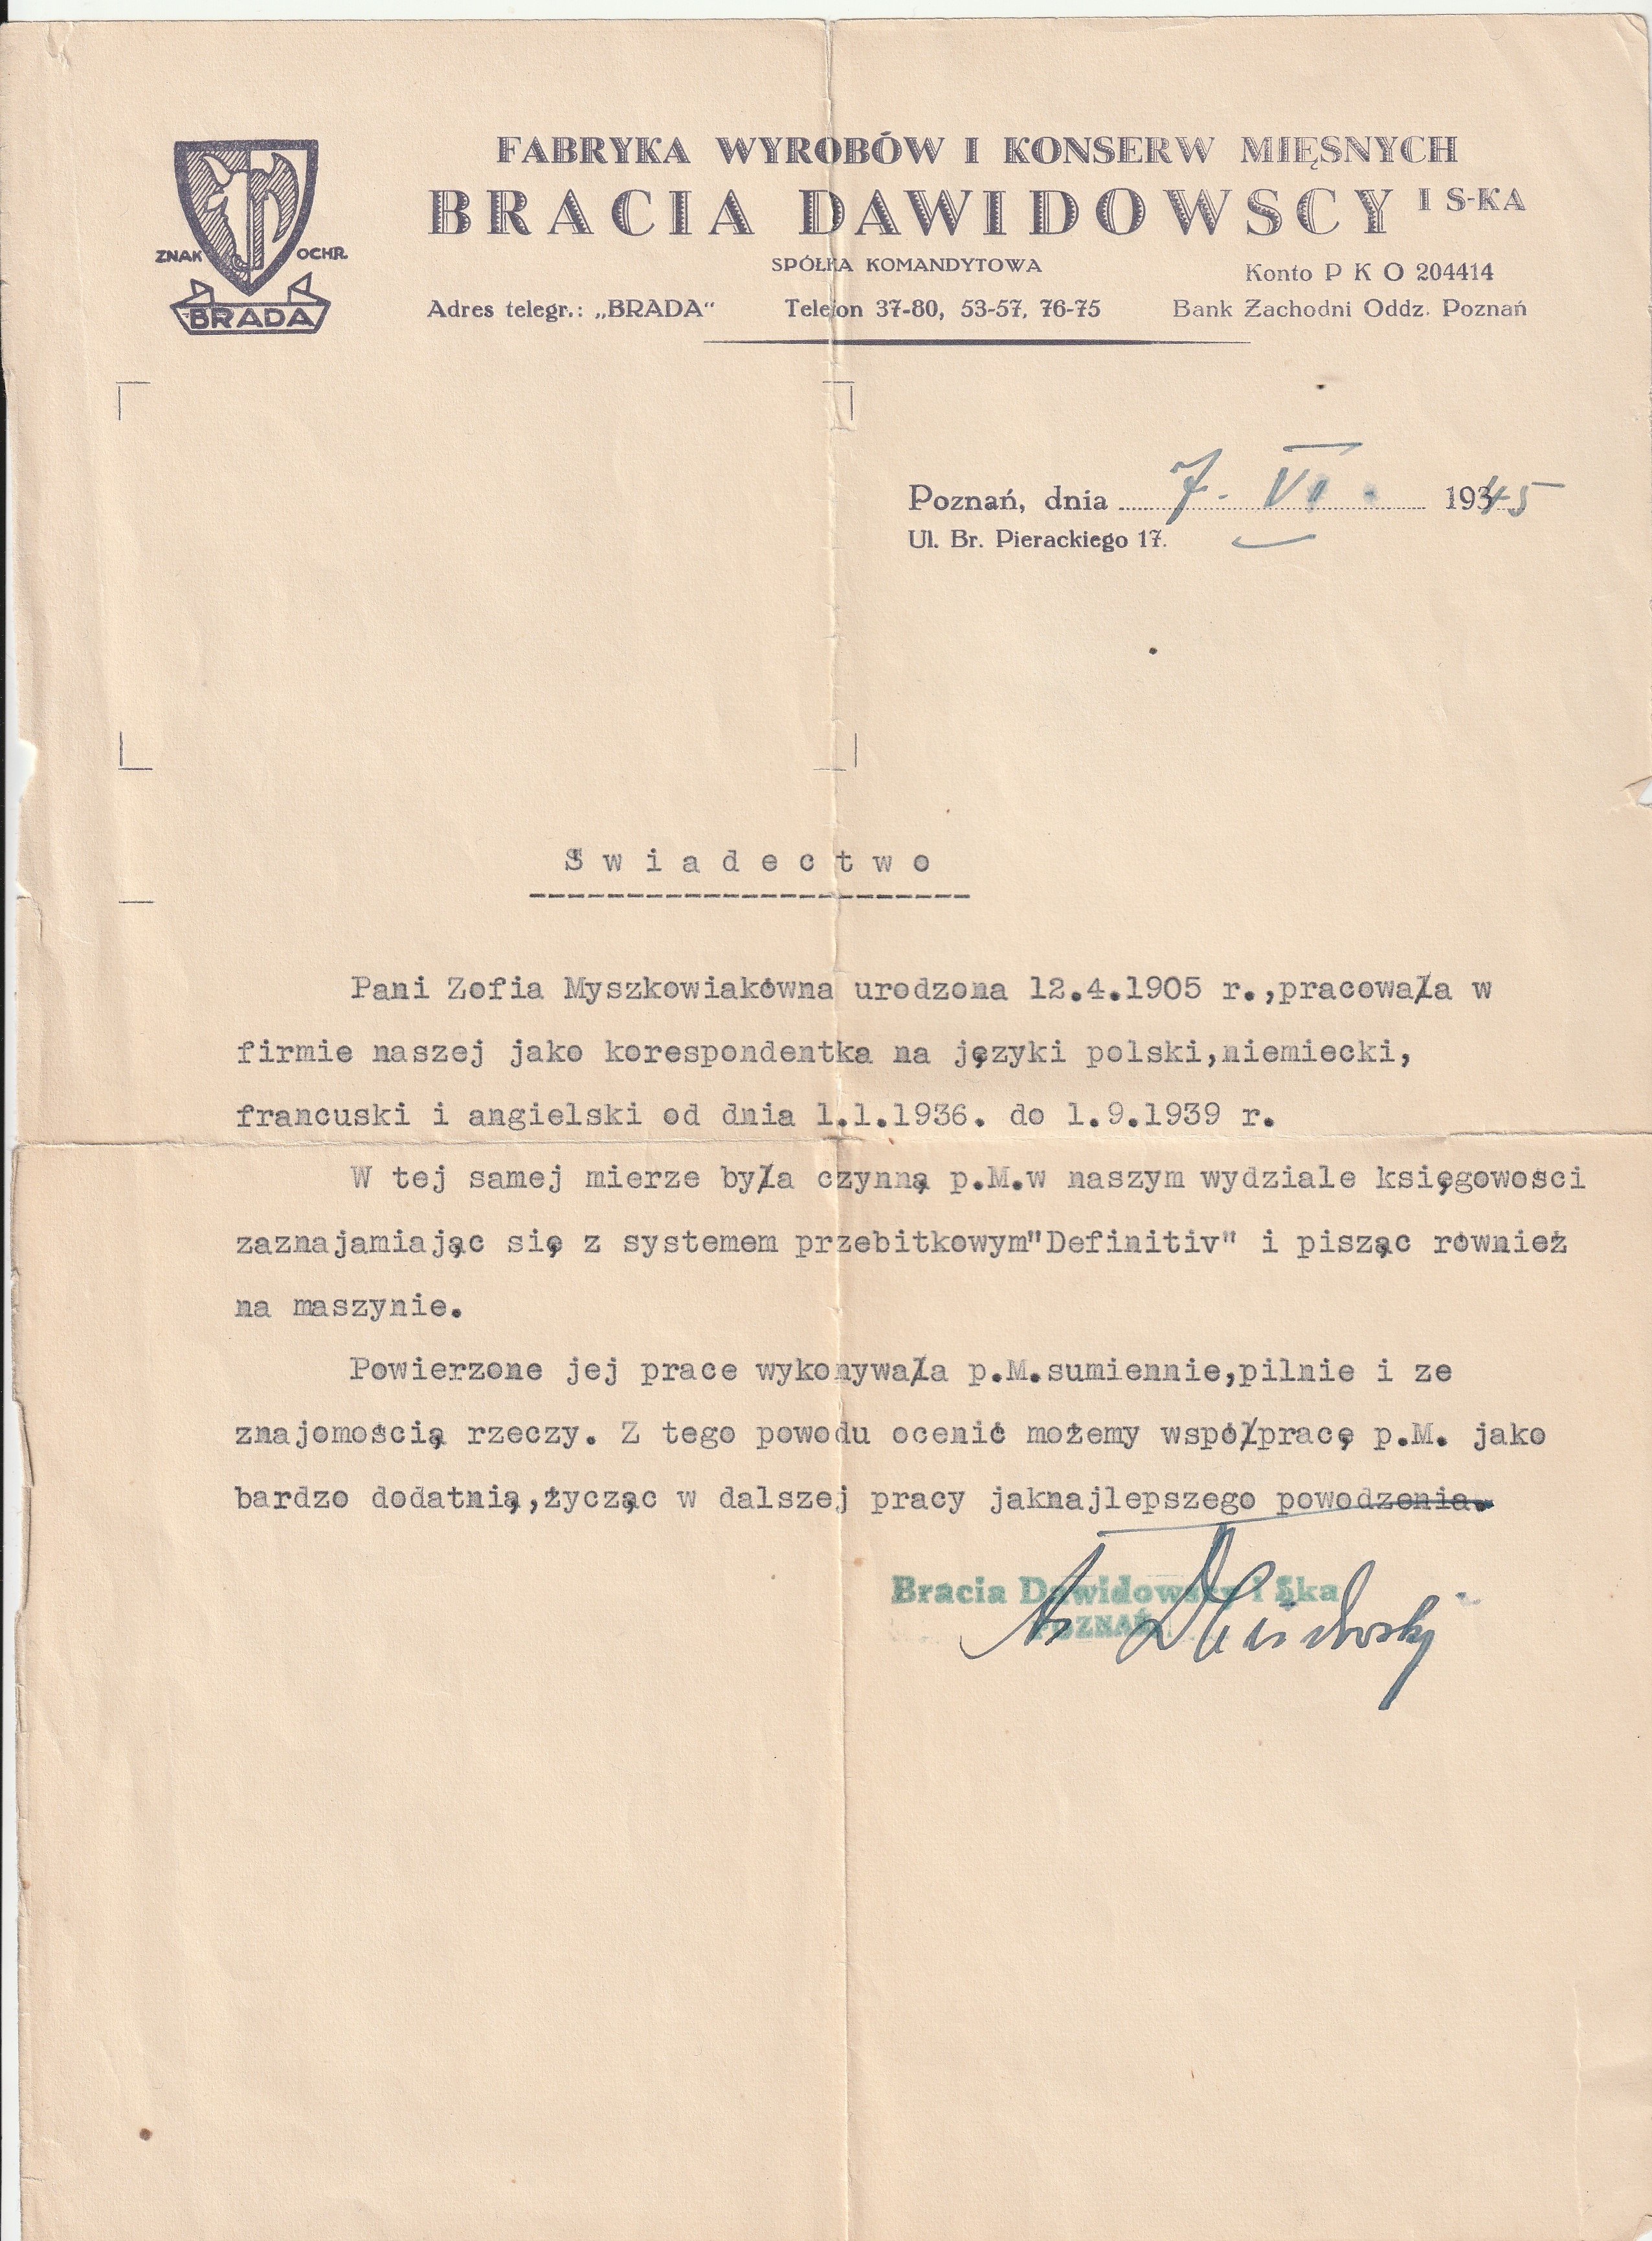 FABRYKA WYROBÓW I KONSERW MIĘSNYCH
BRACIA DAWIDOWSCY I S-KA
SPÓŁKA KOMANDYTOWA
Konto P K O 204414
ZNAK OCHR.
BRADA
Adres telegr.: „BRADA“ Telefon 37-80, 53-57, 76-75 Bank Zachodni Oddz. Poznań
Poznań, dnia 7. VI. 1945
Ul. Br. Pierackiego 17.
Świadectwo
Pani Zofia Myszkowiakówna urodzona 12.4.1905 r.,pracowała w
firmie naszej jako korespondentka na języki polski,niemiecki,
francuski i angielski od dnia 1.1.1936. do 1.9.1939 r.
W tej samej mierze była czynną p.M.w naszym wydziale księgowości
zaznajamiając się z systemem przebitkowym"Definitiv" i pisząc również
na maszynie.
Powierzone jej prace wykonywała p.M.sumiennie,pilnie i ze
znajomością rzeczy. Z tego powodu ocenić możemy współpracę p.M. jako
bardzo dodatnią,życząc w dalszej pracy jaknajlepszego powodzenia.
Bracia Dawidowscy i Ska
POZNAŃ